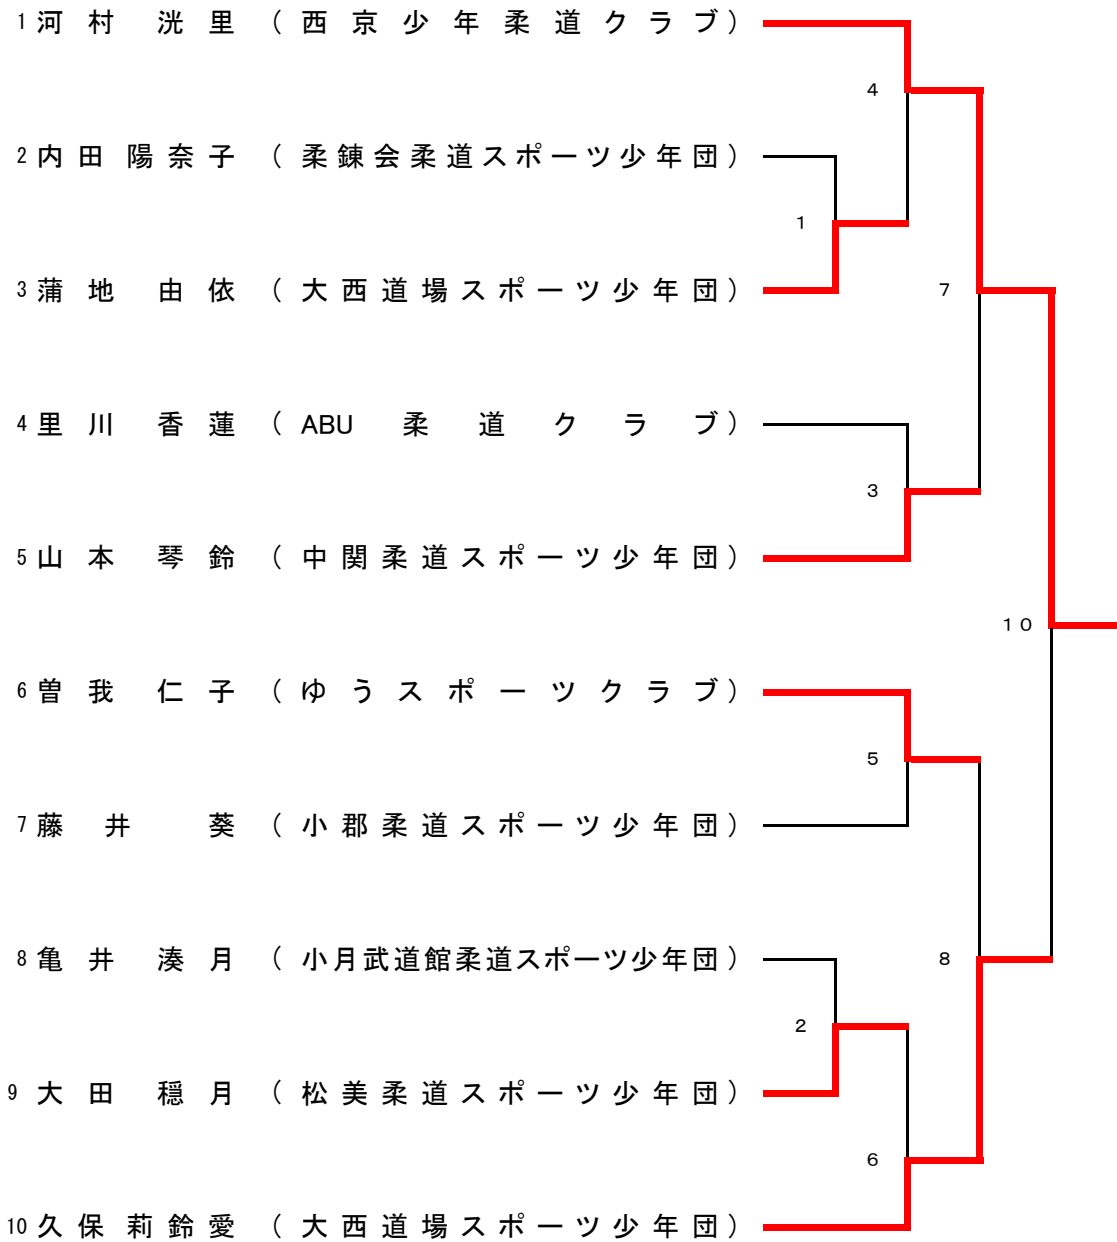 1 河村 洸里 （西京少年柔道クラブ）
4
2 内田 陽奈子 （柔錬会柔道スポーツ少年団）
1
3 蒲地 由依 （大西道場スポーツ少年団）
7
4 里川 香蓮 （ABU柔道クラブ）
3
5 山本 琴鈴 （中関柔道スポーツ少年団）
10
6 曽我 仁子 （ゆうスポーツクラブ）
5
7 藤井 葵 （小郡柔道スポーツ少年団）
8 亀井 湊月 （小月武道館柔道スポーツ少年団）
8
2
9 大田 穏月 （松美柔道スポーツ少年団）
6
10 久保 莉鈴愛 （大西道場スポーツ少年団）